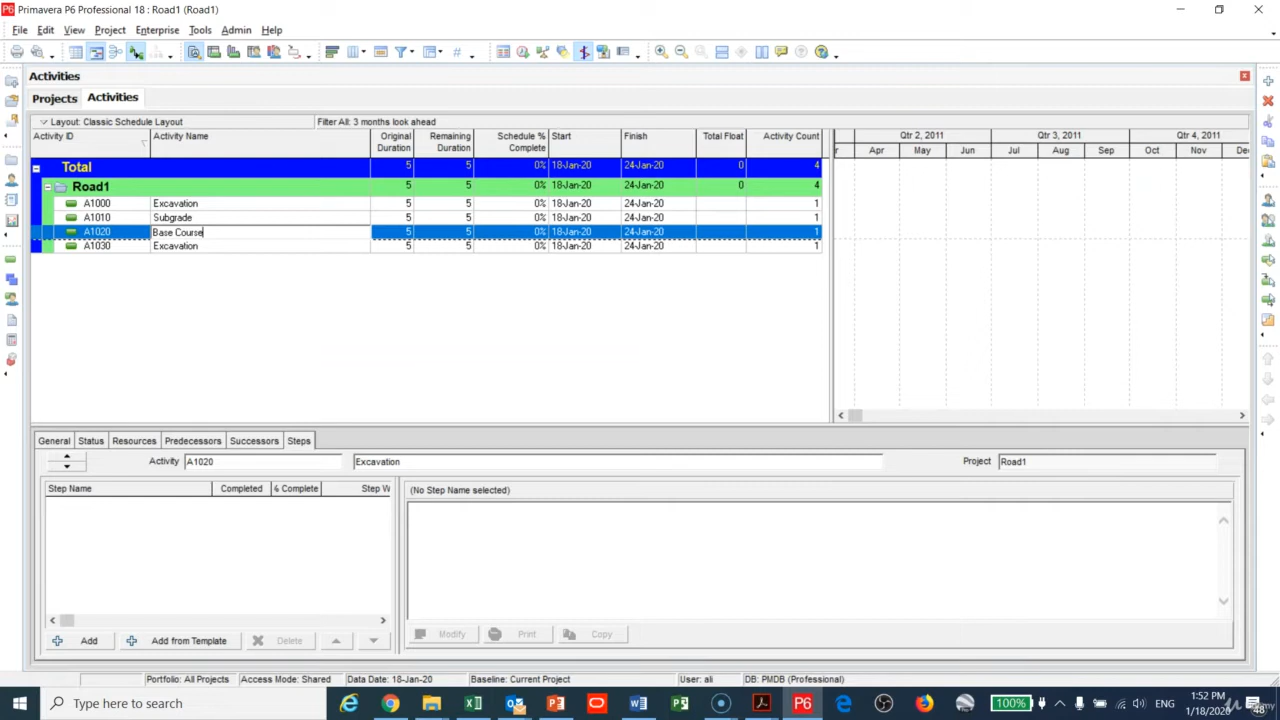 Primavera P6 Professional 18 : Road1 (Road1)
File Edit View Project Enterprise Tools Admin Help
Activities
Projects Activities
Layout: Classic Schedule Layout Filter All: 3 months look ahead
Activity ID Activity Name Original Duration Remaining Duration Schedule % Complete Start Finish Total Float Activity Count
Qtr 2, 2011 Qtr 3, 2011 Qtr 4, 2011
r Apr May Jun Jul Aug Sep Oct Nov De
Total 5 5 0% 18-Jan-20 24-Jan-20 0 4
Road1 5 5 0% 18-Jan-20 24-Jan-20 0 4
A1000 Excavation 5 5 0% 18-Jan-20 24-Jan-20 1
A1010 Subgrade 5 5 0% 18-Jan-20 24-Jan-20 1
A1020 Base Course 5 5 0% 18-Jan-20 24-Jan-20 1
A1030 Excavation 5 5 0% 18-Jan-20 24-Jan-20 1
General Status Resources Predecessors Successors Steps
Activity A1020 Excavation Project Road1
Step Name Completed % Complete Step W
(No Step Name selected)
Add Add from Template Delete
Modify Print Copy
Portfolio: All Projects Access Mode: Shared Data Date: 18-Jan-20 Baseline: Current Project User: ali DB: PMDB (Professional)
Type here to search
100% ENG
1:52 PM
1/18/2020
48